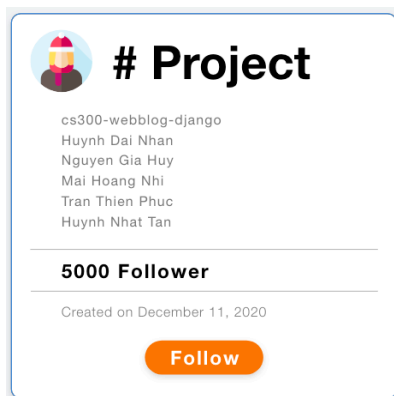 # Project
cs300-webblog-django
Huynh Dai Nhan
Nguyen Gia Huy
Mai Hoang Nhi
Tran Thien Phuc
Huynh Nhat Tan
5000 Follower
Created on December 11, 2020
Follow